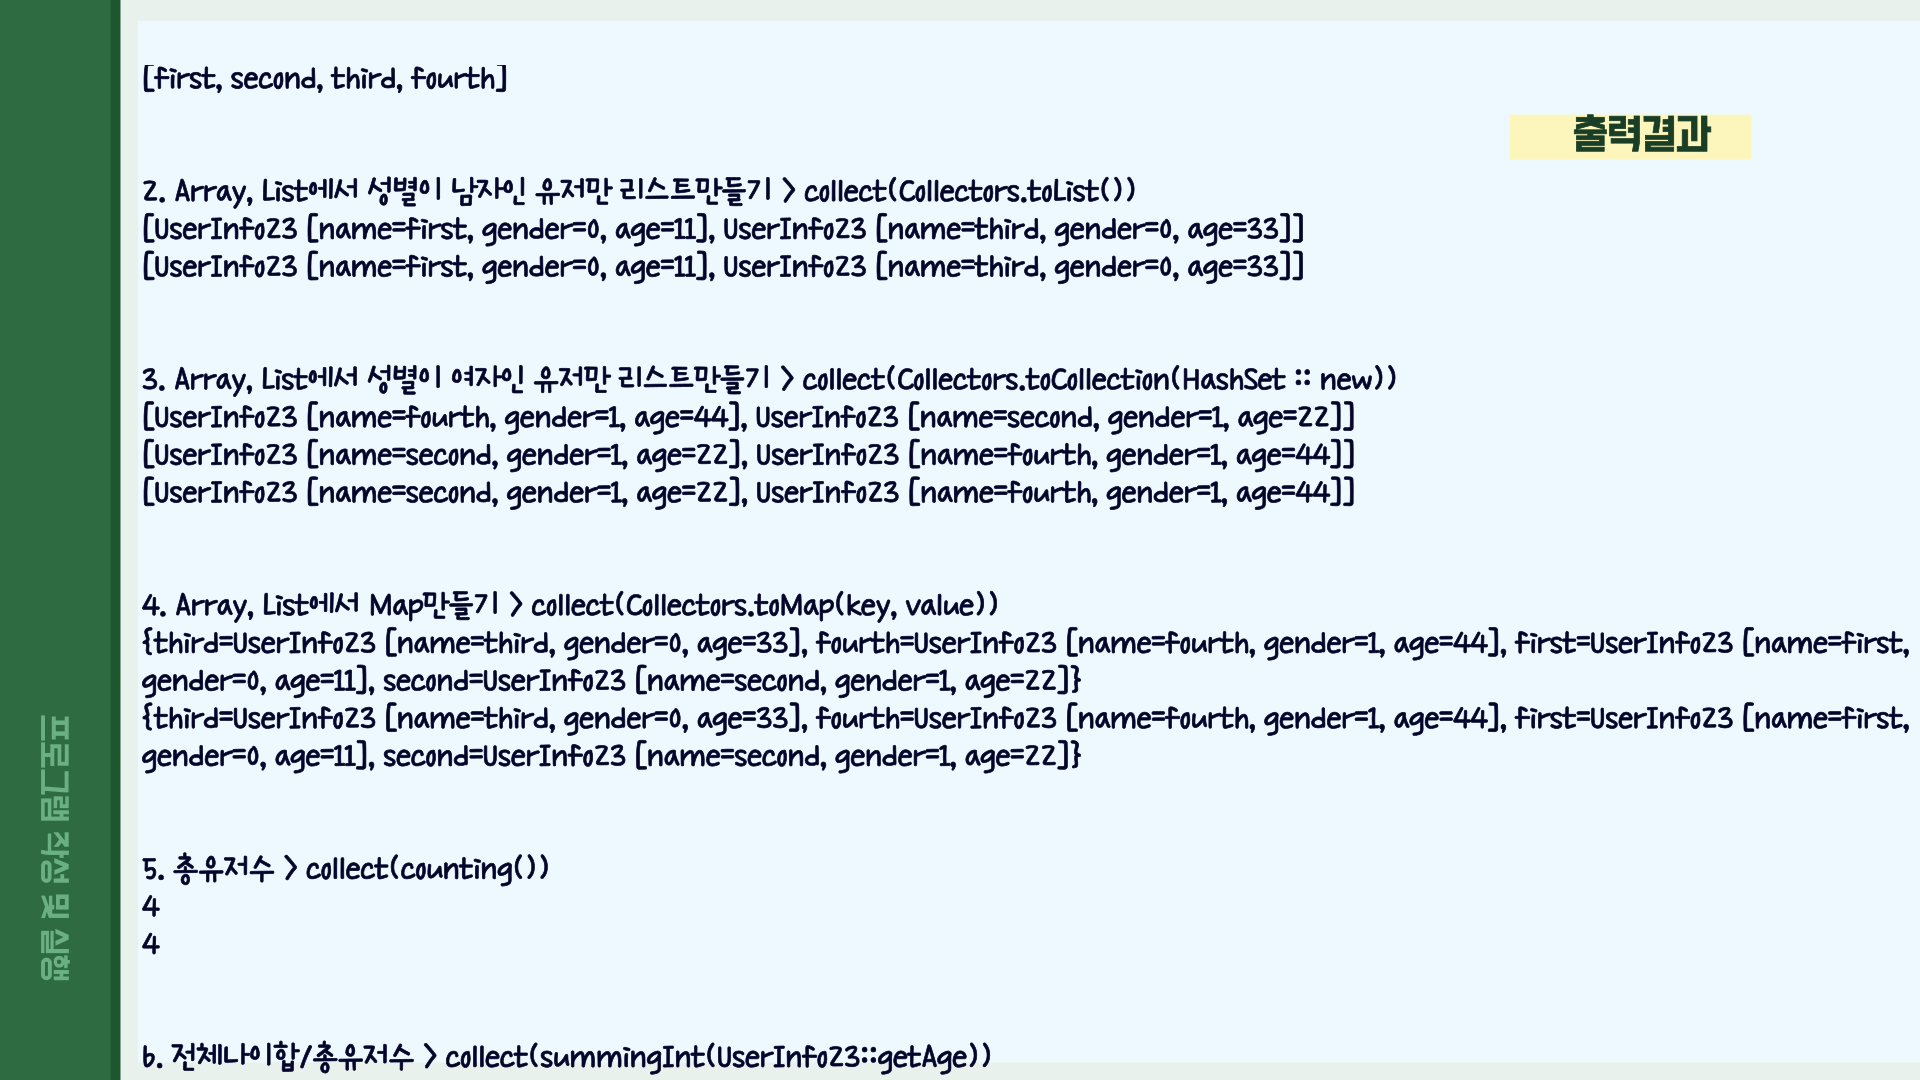 [first, second, third, fourth]
출력결과
2. Array, List에서 성별이 남자인 유저만 리스트만들기 > collect(Collectors.toList())
[UserInfo23 [name=first, gender=0, age=11], UserInfo23 [name=third, gender=0, age=33]]
[UserInfo23 [name=first, gender=0, age=11], UserInfo23 [name=third, gender=0, age=33]]
3. Array, List에서 성별이 여자인 유저만 리스트만들기 > collect(Collectors.toCollection(HashSet :: new))
[UserInfo23 [name=fourth, gender=1, age=44], UserInfo23 [name=second, gender=1, age=22]]
[UserInfo23 [name=second, gender=1, age=22], UserInfo23 [name=fourth, gender=1, age=44]]
[UserInfo23 [name=second, gender=1, age=22], UserInfo23 [name=fourth, gender=1, age=44]]
4. Array, List에서 Map만들기 > collect(Collectors.toMap(key, value))
{third=UserInfo23 [name=third, gender=0, age=33], fourth=UserInfo23 [name=fourth, gender=1, age=44], first=UserInfo23 [name=first,
gender=0, age=11], second=UserInfo23 [name=second, gender=1, age=22]}
{third=UserInfo23 [name=third, gender=0, age=33], fourth=UserInfo23 [name=fourth, gender=1, age=44], first=UserInfo23 [name=first,
gender=0, age=11], second=UserInfo23 [name=second, gender=1, age=22]}
5. 총유저수 > collect(counting())
4
4
6. 전체나이합/총유저수 > collect(summingInt(UserInfo23::getAge))
프로그램 작성 및 실행